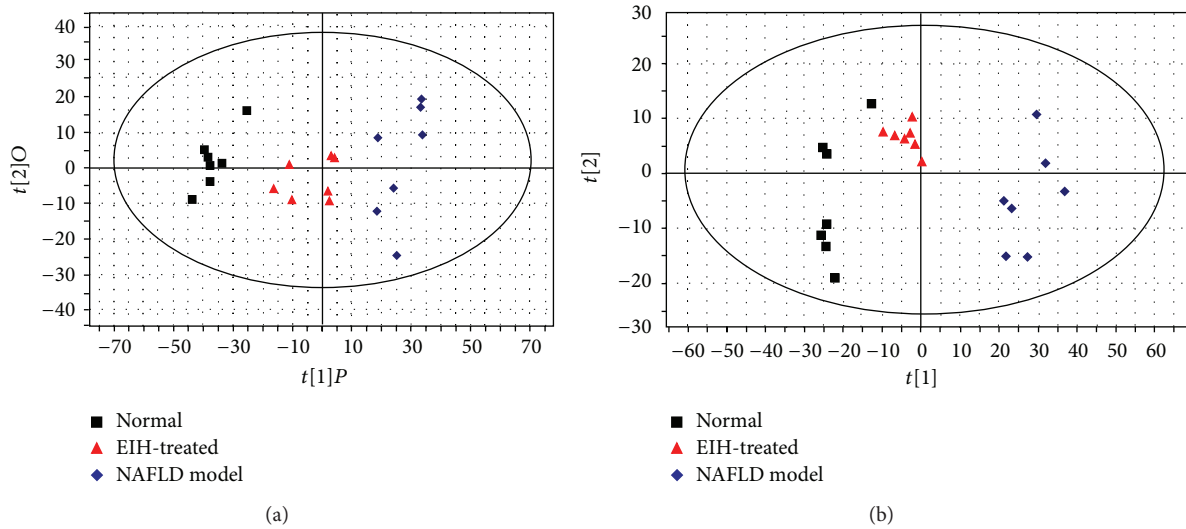 40
30
20
10
0
−10
−20
−30
−40
t[2]O
−70 −50 −30 −10 10 30 50 70
t[1]P
Normal
EIH-treated
NAFLD model
(a)
30
20
10
0
−10
−20
−30
t[2]
−60 −50 −40 −30 −20 −10 0 10 20 30 40 50 60
t[1]
Normal
EIH-treated
NAFLD model
(b)